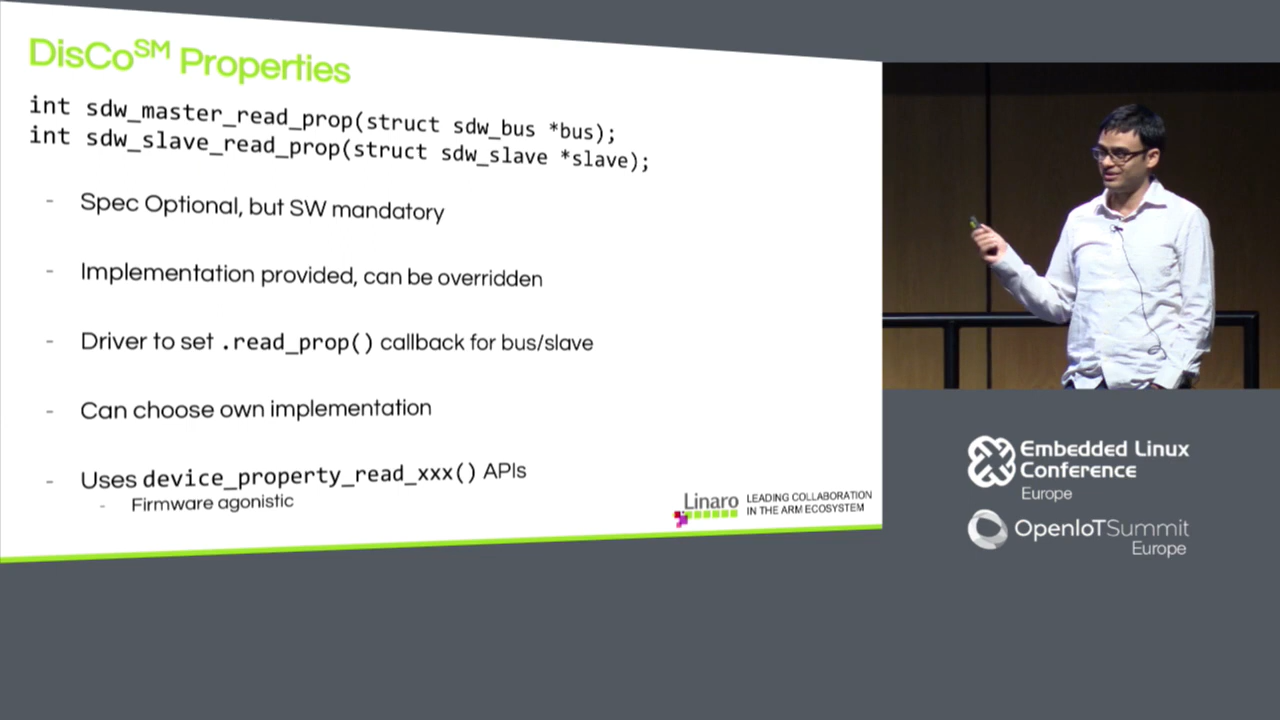 DisCoSM Properties
int sdw_master_read_prop(struct sdw_bus *bus);
int sdw_slave_read_prop(struct sdw_slave *slave);
- Spec Optional, but SW mandatory
- Implementation provided, can be overridden
- Driver to set .read_prop() callback for bus/slave
- Can choose own implementation
- Uses device_property_read_xxx() APIs
- Firmware agonistic
Linaro
LEADING COLLABORATION
IN THE ARM ECOSYSTEM
Embedded Linux
Conference
Europe
OpenIoTSummit
Europe